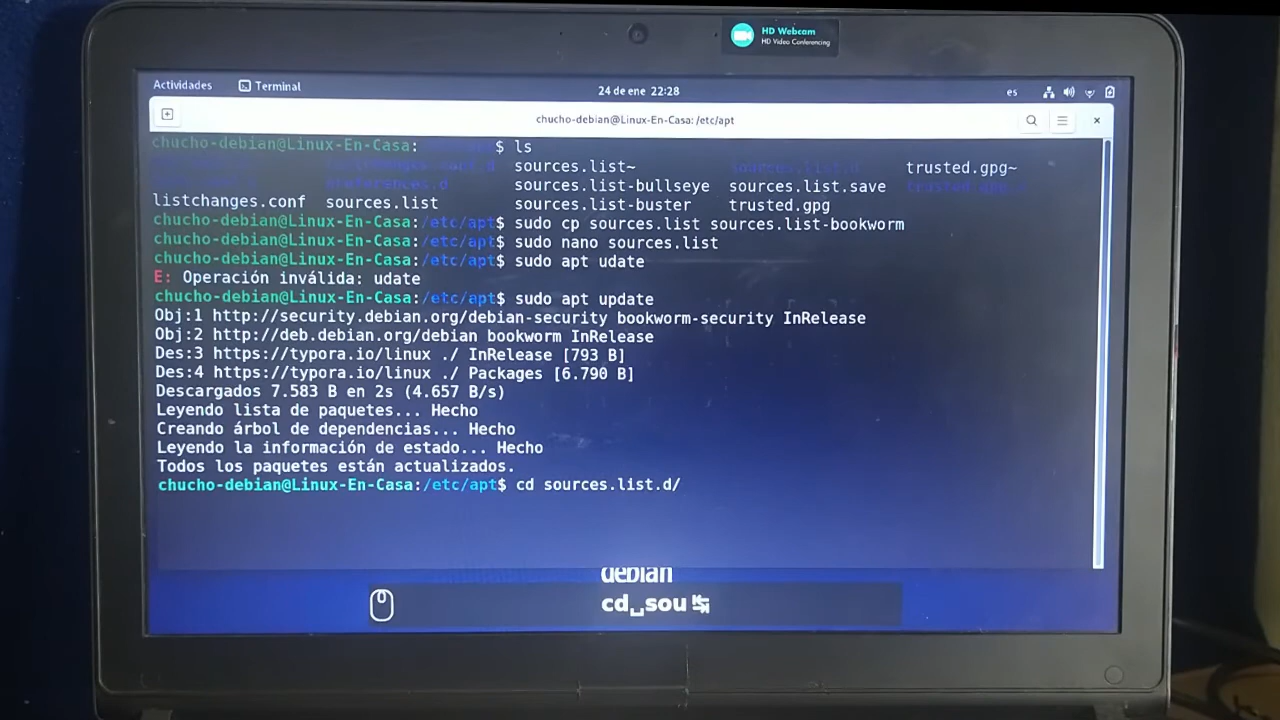 HD Webcam
HD Video Conferencing
Actividades Terminal 24 de ene 22:28 es
chucho-debian@Linux-En-Casa: /etc/apt
chucho-debian@Linux-En-Casa: $ ls
sources.list~ sources.list.d trusted.gpg~
preferences.d sources.list-bullseye sources.list.save
listchanges.conf sources.list sources.list-buster trusted.gpg
chucho-debian@Linux-En-Casa:/etc/apt$ sudo cp sources.list sources.list-bookworm
chucho-debian@Linux-En-Casa:/etc/apt$ sudo nano sources.list
chucho-debian@Linux-En-Casa:/etc/apt$ sudo apt udate
E: Operación inválida: udate
chucho-debian@Linux-En-Casa:/etc/apt$ sudo apt update
Obj:1 http://security.debian.org/debian-security bookworm-security InRelease
Obj:2 http://deb.debian.org/debian bookworm InRelease
Des:3 https://typora.io/linux ./ InRelease [793 B]
Des:4 https://typora.io/linux ./ Packages [6.790 B]
Descargados 7.583 B en 2s (4.657 B/s)
Leyendo lista de paquetes... Hecho
Creando árbol de dependencias... Hecho
Leyendo la información de estado... Hecho
Todos los paquetes están actualizados.
chucho-debian@Linux-En-Casa:/etc/apt$ cd sources.list.d/
debian
cd␣sou ↹